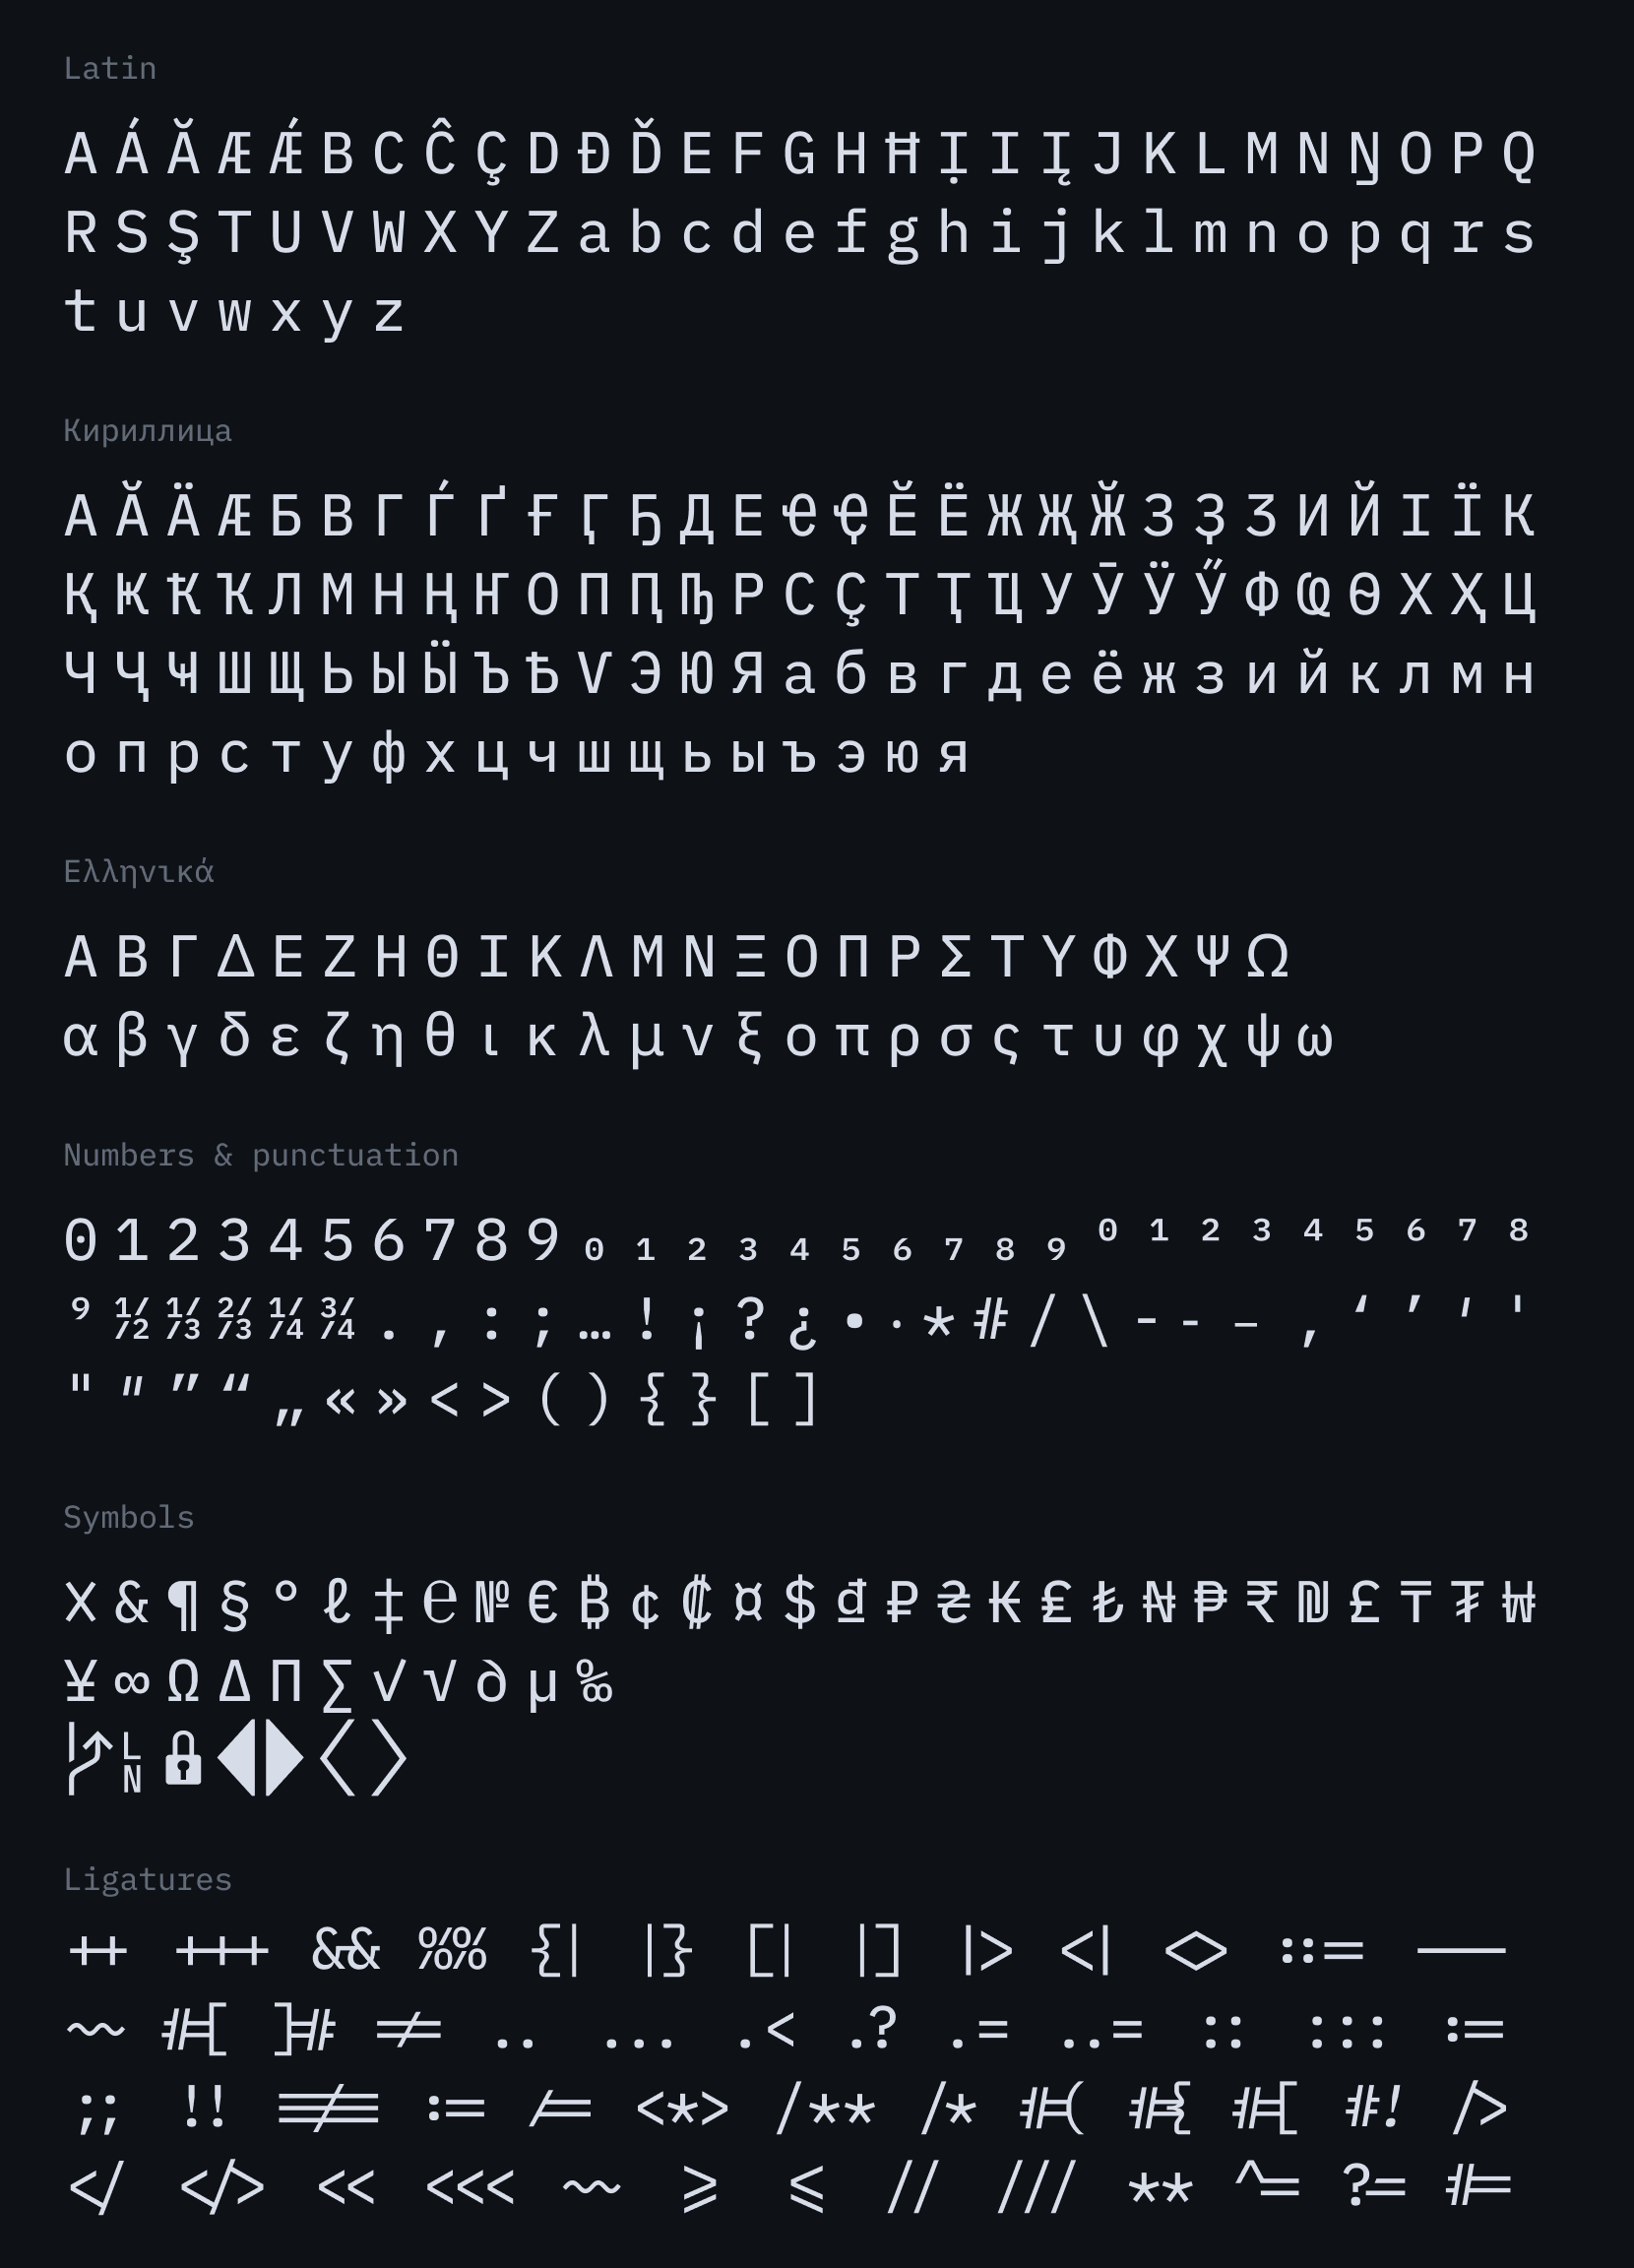 Latin
A Á Ă Æ Ǽ B C Ĉ Ç D Đ Ď E F G H Ħ Ị I Į J K L M N Ŋ O P Q
R S Ş T U V W X Y Z a b c d e f g h i j k l m n o p q r s
t u v w x y z
Кириллица
А Ӑ Ӓ Ӕ Б В Г Ѓ Ґ Ғ Ӷ Ҕ Д Е Ҽ Ҿ Ӗ Ё Ж Җ Ӂ З Ҙ Ӡ И Й І Ї К
Қ Ҝ Ҟ Ҡ Л М Н Ң Ҥ О П Ԥ Ҧ Р С Ҫ Т Ҭ Ҵ У Ӯ Ӱ Ӳ Ф Ҩ Ѳ Х Ҳ Ц
Ч Ҷ Ҹ Ш Щ Ь Ы Ӹ Ъ Ѣ Ѵ Э Ю Я а б в г д е ё ж з и й к л м н
о п р с т у ф х ц ч ш щ ь ы ъ э ю я
Ελληνικά
Α Β Γ Δ Ε Ζ Η Θ Ι Κ Λ Μ Ν Ξ Ο Π Ρ Σ Τ Υ Φ Χ Ψ Ω
α β γ δ ε ζ η θ ι κ λ μ ν ξ ο π ρ σ ς τ υ φ χ ψ ω
Numbers & punctuation
0 1 2 3 4 5 6 7 8 9 ₀ ₁ ₂ ₃ ₄ ₅ ₆ ₇ ₈ ₉ ⁰ ¹ ² ³ ⁴ ⁵ ⁶ ⁷ ⁸
⁹ ½ ⅓ ⅔ ¼ ¾ . , : ; … ! ¡ ? ¿ • · * # / \ - - – ‚ ‘ ’ ′ '
" ″ ” “ „ « » < > ( ) { } [ ]
Symbols
☓ & ¶ § ° ℓ ‡ ℮ № € ₿ ¢ ₡ ¤ $ ₫ ₽ ₴ ₭ ₤ ₺ ₦ ₱ ₹ ₪ £ ₸ ₮ ₩
¥ ∞ Ω ∆ ∏ ∑ √ √ ∂ µ ‰
LN
Ligatures
++ +++ && %% {| |} [| |] |> <| <> ::= ---
~~ #[ ]# != .. ... .< .? .= ..= :: ::: :=
;; !! !== := /= <*> /** /* #( #{ #[ #! />
</ </> << <<< ~~ >= <= // /// ** ^= ?= #=